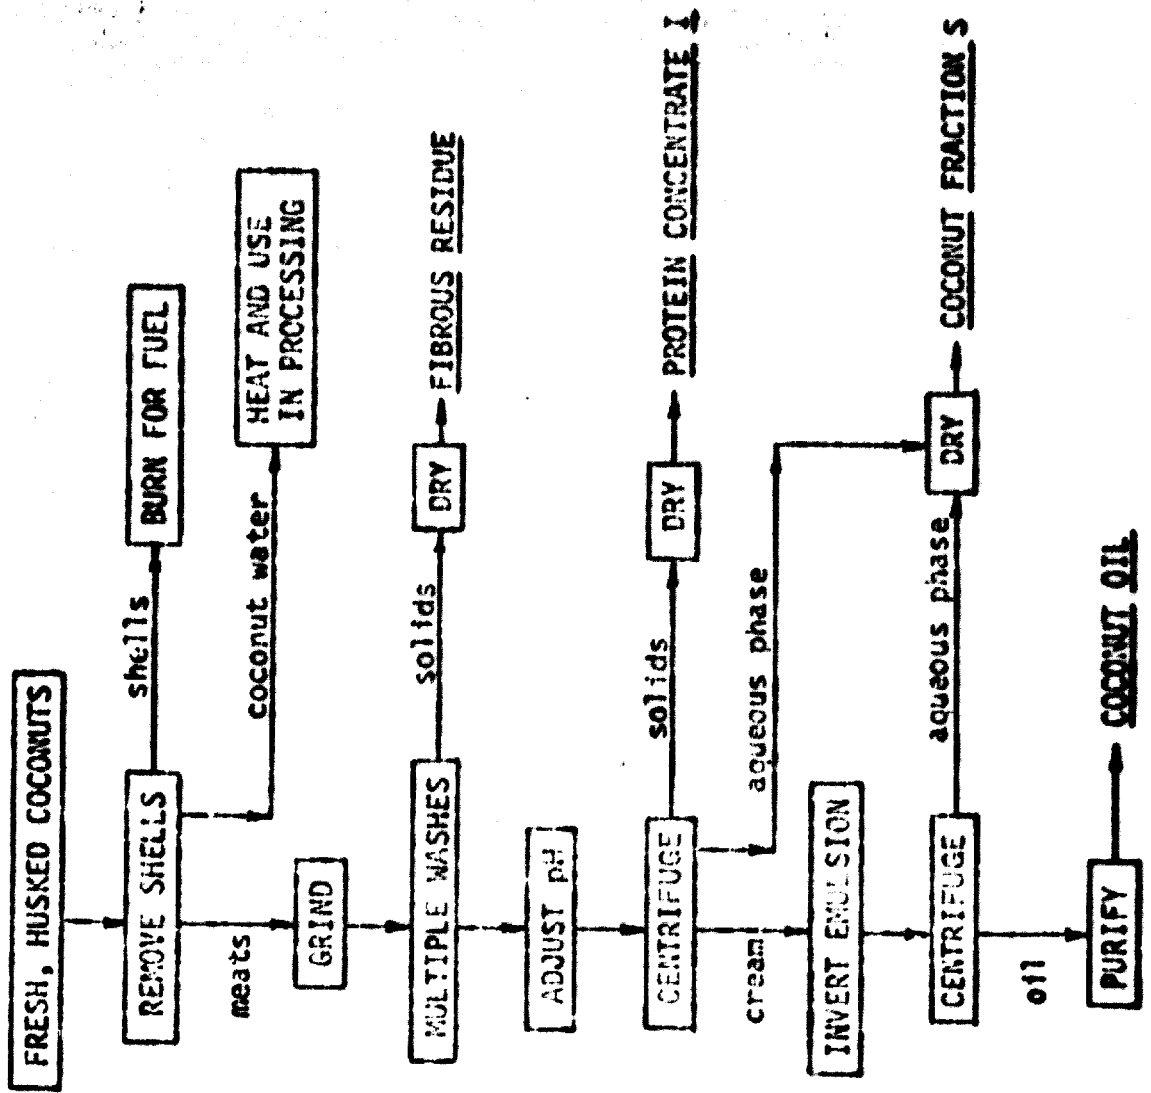 FRESH, HUSKED COCONUTS
REMOVE SHELLS
shells
BURN FOR FUEL
coconut water
HEAT AND USE
IN PROCESSING
meats
GRIND
MULTIPLE WASHES
solids
DRY
FIBROUS RESIDUE
ADJUST pH
CENTRIFUGE
solids
DRY
PROTEIN CONCENTRATE I
aqueous phase
cream
INVERT EMULSION
CENTRIFUGE
aqueous phase
DRY
COCONUT FRACTION S
oil
PURIFY
COCONUT OIL